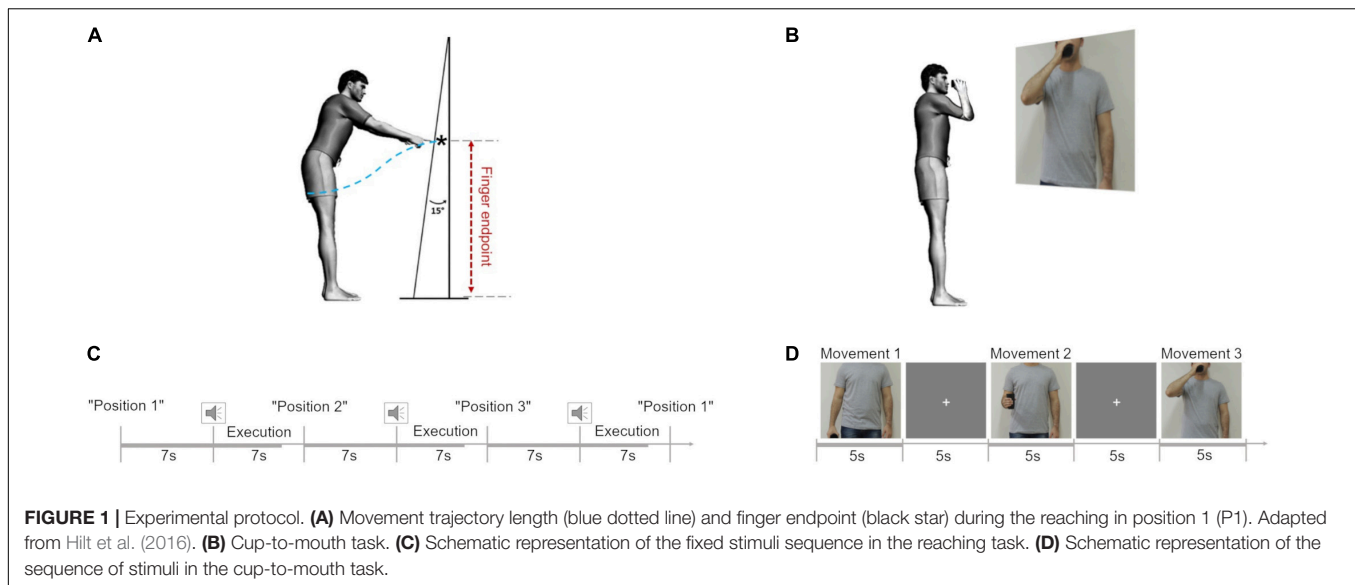 A
B
*
15°
Finger endpoint
C
D
"Position 1" "Position 2" "Position 3" "Position 1"
Execution Execution Execution
7s 7s 7s 7s 7s 7s
Movement 1 Movement 2 Movement 3
5s 5s 5s 5s 5s
FIGURE 1 | Experimental protocol. (A) Movement trajectory length (blue dotted line) and finger endpoint (black star) during the reaching in position 1 (P1). Adapted
from Hilt et al. (2016). (B) Cup-to-mouth task. (C) Schematic representation of the fixed stimuli sequence in the reaching task. (D) Schematic representation of the
sequence of stimuli in the cup-to-mouth task.